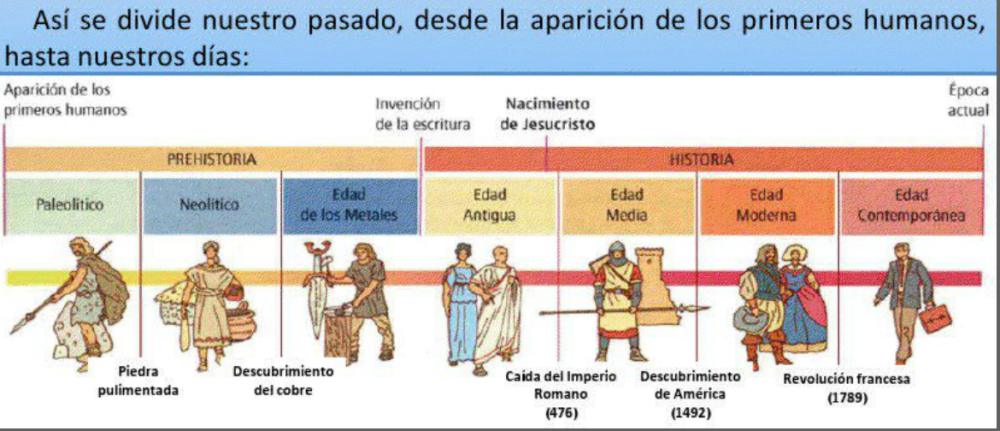 Así se divide nuestro pasado, desde la aparición de los primeros humanos,
hasta nuestros días:
Aparición de los
primeros humanos
Invención
de la escritura
Nacimiento
de Jesucristo
Época
actual
PREHISTORIA
HISTORIA
Paleolítico
Neolítico
Edad
de los Metales
Edad
Antigua
Edad
Media
Edad
Moderna
Edad
Contemporánea
Piedra
pulimentada
Descubrimiento
del cobre
Caída del Imperio
Romano
(476)
Descubrimiento
de América
(1492)
Revolución francesa
(1789)